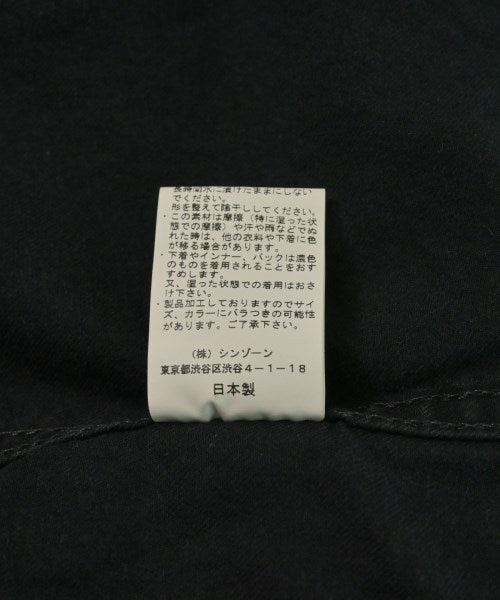 長時間水に漬けたままにしない
でください。
形を整えて陰干ししてください。
・この素材は摩擦（特に湿った状
態での摩擦）や汗や雨などでぬ
れた時は、他の衣料や下着に色
が移る場合があります。
・下着やインナー、バックは濃色
のものを着用されることをおす
すめします。
又、湿った状態での着用はおさ
け下さい。
・製品加工しておりますのでサイ
ズ、カラーにバラつきの可能性
があります。ご了承下さい。
（株）シンゾーン
東京都渋谷区渋谷４－１－１８
日本製